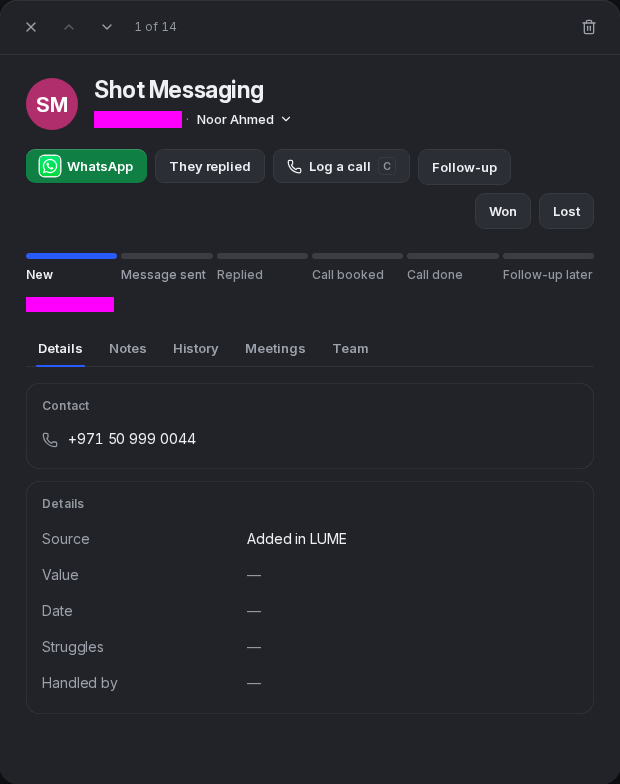 1 of 14
SM
Shot Messaging
· Noor Ahmed
WhatsApp
They replied
Log a call C
Follow-up
Won
Lost
New
Message sent
Replied
Call booked
Call done
Follow-up later
Details
Notes
History
Meetings
Team
Contact
+971 50 999 0044
Details
Source
Added in LUME
Value
—
Date
—
Struggles
—
Handled by
—